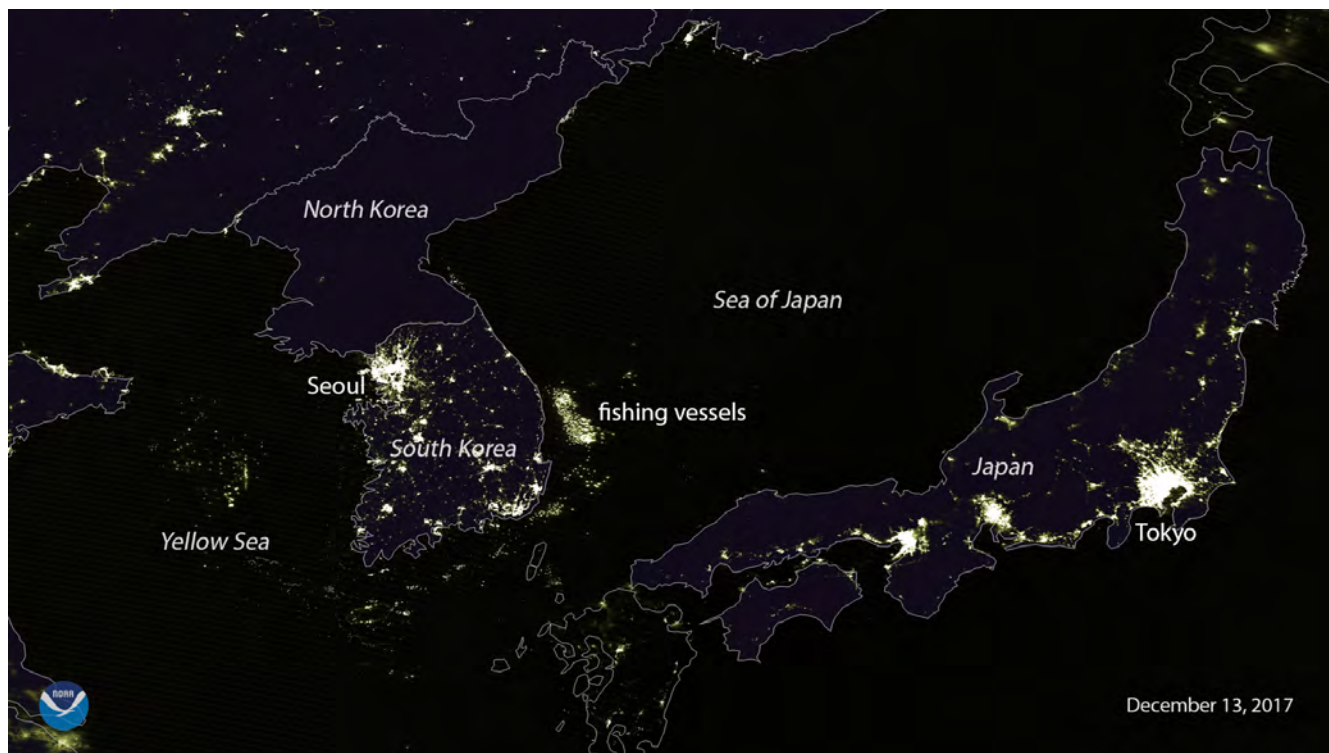 North Korea
Sea of Japan
Seoul
fishing vessels
South Korea
Japan
Yellow Sea
Tokyo
NOAA
December 13, 2017